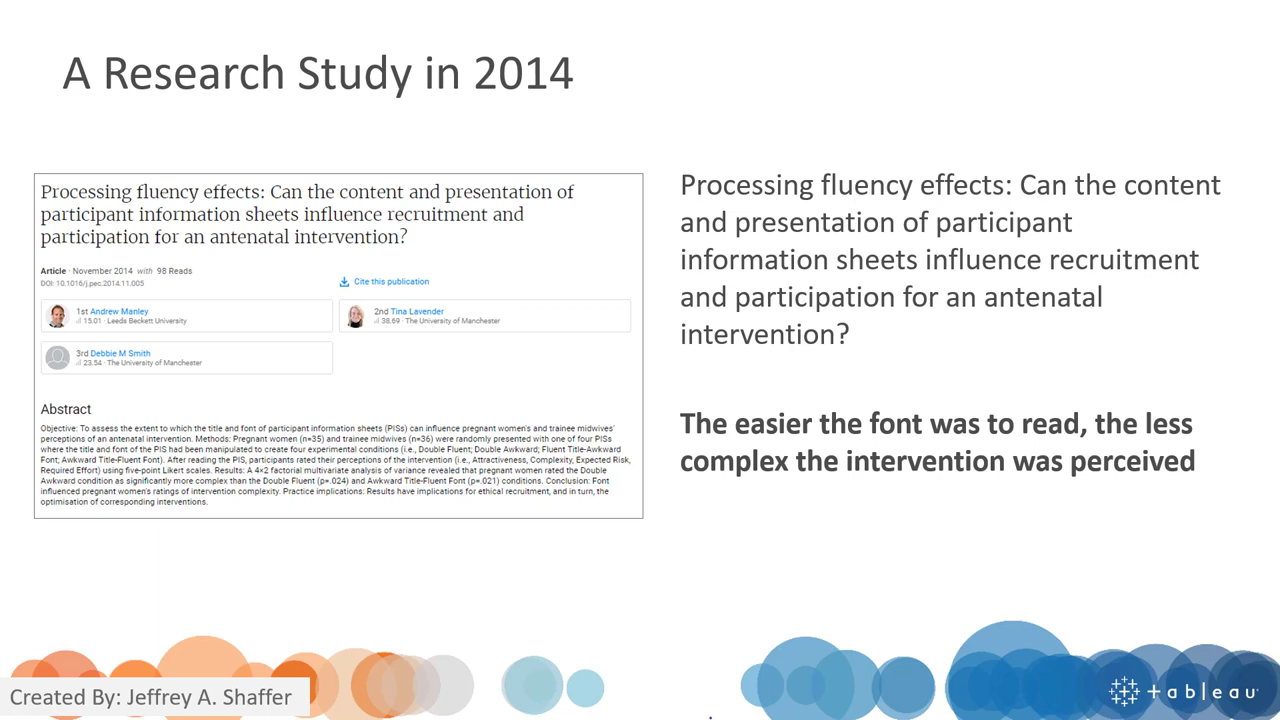 A Research Study in 2014
Processing fluency effects: Can the content and presentation of
participant information sheets influence recruitment and
participation for an antenatal intervention?
Article · November 2014 with 98 Reads
DOI: 10.1016/j.pec.2014.11.005
Cite this publication
1st Andrew Manley
15.01 · Leeds Beckett University
2nd Tina Lavender
38.69 · The University of Manchester
3rd Debbie M Smith
23.54 · The University of Manchester
Abstract
Objective: To assess the extent to which the title and font of participant information sheets (PISs) can influence pregnant women's and trainee midwives'
perceptions of an antenatal intervention. Methods: Pregnant women (n=35) and trainee midwives (n=36) were randomly presented with one of four PISs
where the title and font of the PIS had been manipulated to create four experimental conditions (i.e., Double Fluent; Double Awkward; Fluent Title-Awkward
Font; Awkward Title-Fluent Font). After reading the PIS, participants rated their perceptions of the intervention (i.e., Attractiveness, Complexity, Expected Risk,
Required Effort) using five-point Likert scales. Results: A 4×2 factorial multivariate analysis of variance revealed that pregnant women rated the Double
Awkward condition as significantly more complex than the Double Fluent (p=.024) and Awkward Title-Fluent Font (p=.021) conditions. Conclusion: Font
influenced pregnant women's ratings of intervention complexity. Practice implications: Results have implications for ethical recruitment, and in turn, the
optimisation of corresponding interventions.
Processing fluency effects: Can the content
and presentation of participant
information sheets influence recruitment
and participation for an antenatal
intervention?
The easier the font was to read, the less
complex the intervention was perceived
Created By: Jeffrey A. Shaffer
+ableau